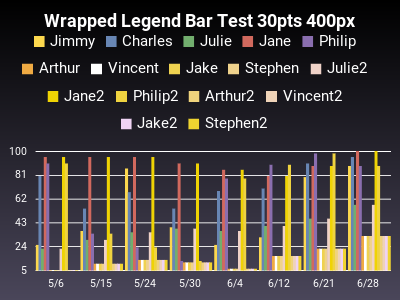 Wrapped Legend Bar Test 30pts 400px
Jimmy Charles Julie Jane Philip
Arthur Vincent Jake Stephen Julie2
Jane2 Philip2 Arthur2 Vincent2
Jake2 Stephen2
100
81
62
43
24
5
5/6 5/15 5/24 5/30 6/4 6/12 6/21 6/28